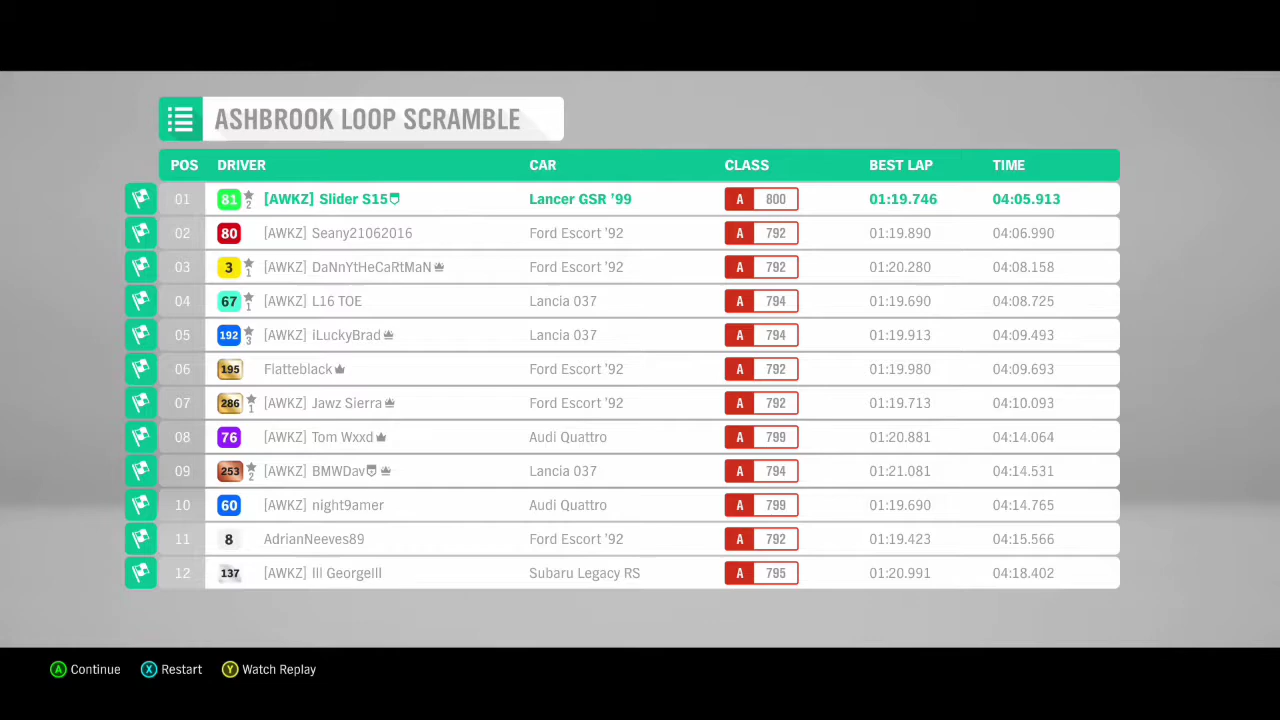 ASHBROOK LOOP SCRAMBLE
POS DRIVER CAR CLASS BEST LAP TIME
01 81 2 [AWKZ] Slider S15 Lancer GSR '99 A 800 01:19.746 04:05.913
02 80 [AWKZ] Seany21062016 Ford Escort '92 A 792 01:19.890 04:06.990
03 3 1 [AWKZ] DaNnYtHeCaRtMaN Ford Escort '92 A 792 01:20.280 04:08.158
04 67 1 [AWKZ] L16 TOE Lancia 037 A 794 01:19.690 04:08.725
05 192 3 [AWKZ] iLuckyBrad Lancia 037 A 794 01:19.913 04:09.493
06 195 Flatteblack Ford Escort '92 A 792 01:19.980 04:09.693
07 286 1 [AWKZ] Jawz Sierra Ford Escort '92 A 792 01:19.713 04:10.093
08 76 [AWKZ] Tom Wxxd Audi Quattro A 799 01:20.881 04:14.064
09 253 2 [AWKZ] BMWDav Lancia 037 A 794 01:21.081 04:14.531
10 60 [AWKZ] night9amer Audi Quattro A 799 01:19.690 04:14.765
11 8 AdrianNeeves89 Ford Escort '92 A 792 01:19.423 04:15.566
12 137 [AWKZ] III GeorgeIII Subaru Legacy RS A 795 01:20.991 04:18.402
A Continue X Restart Y Watch Replay